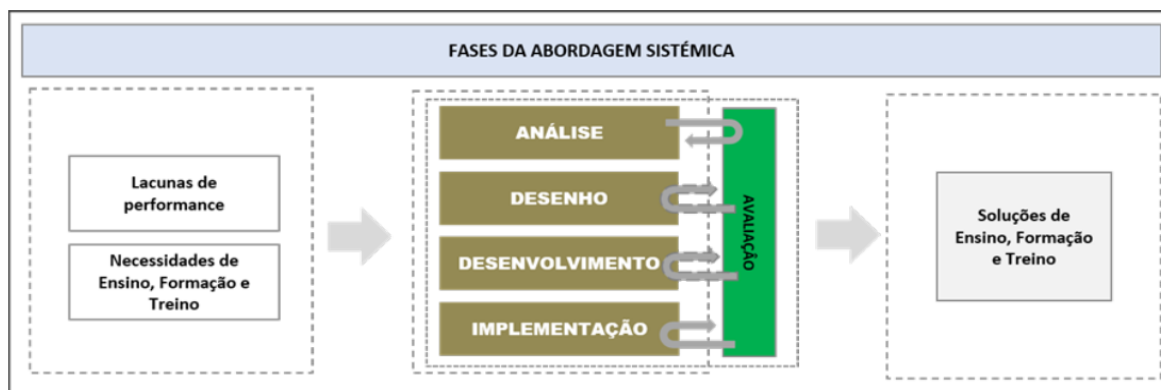 FASES DA ABORDAGEM SISTÉMICA
Lacunas de
performance
Necessidades de
Ensino, Formação e
Treino
ANÁLISE
DESENHO
DESENVOLVIMENTO
IMPLEMENTAÇÃO
AVALIAÇÃO
Soluções de
Ensino, Formação
e Treino